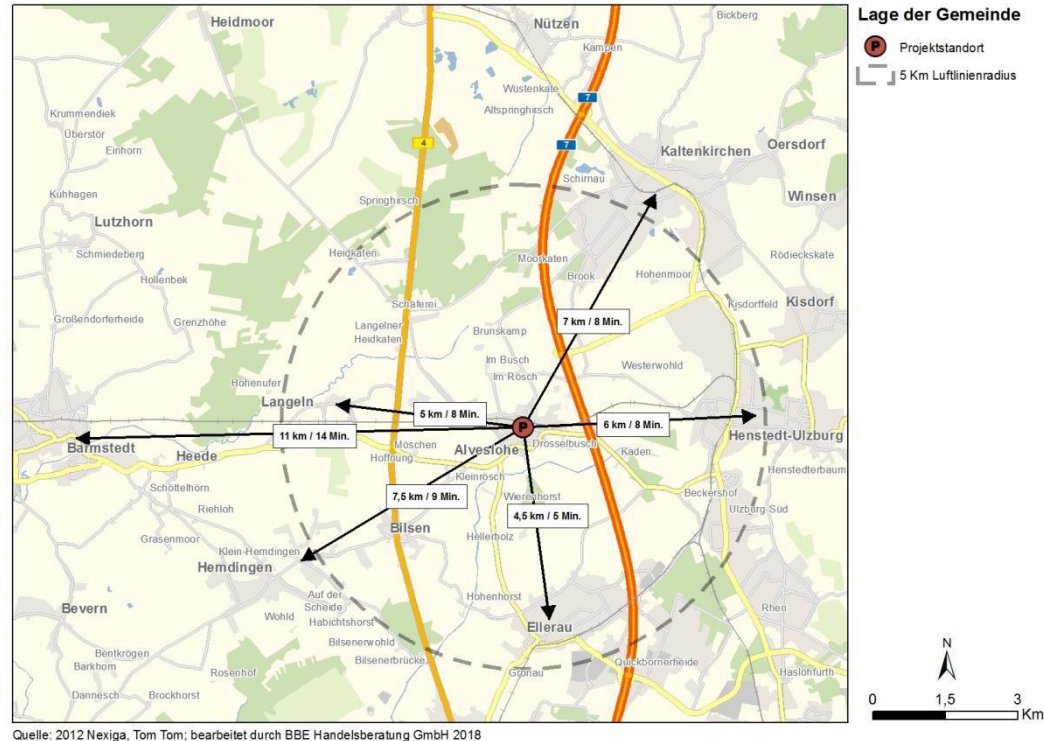 Heidmoor
Nützen
Bickberg
Kampen
Lage der Gemeinde
P Projektstandort
5 Km Luftlinienradius
Wüstenkate
7
Altspringhirsch
Krummendiek
Überstör
Einhorn
4
7
Kaltenkirchen
Oersdorf
Schirnau
Kuhhagen
Springhirsch
Winsen
Lutzhorn
Schmiedeberg
Heidkaten
Moorkaten
Rödieckskate
Hollenbek
Brook
Hohenmoor
Schäferei
Kisdorffeld
Kisdorf
Großendorferheide
Grenzhöhe
Langelner
Heidkaten
Brunskamp
7 km / 8 Min.
Im Busch
Westerwohld
Im Rosch
Hohenufer
Langeln
5 km / 8 Min.
P
6 km / 8 Min.
11 km / 14 Min.
Henstedt-Ulzburg
Barmstedt
Heede
Möschen
Alveslohe
Drosselbusch
Hoffnung
Kaden
Henstedterbaum
Kleinrosch
Schöttelhörn
7,5 km / 9 Min.
Wierenhorst
Beckershof
Riehloh
4,5 km / 5 Min.
Ulzburg-Süd
Bilsen
Grasenmoor
Hellerholz
Klein-Hemdingen
Hemdingen
Auf der
Scheide
Hohenhorst
Bevern
Wohld
Habichtshorst
Ellerau
Rhen
Bilsenerwohld
Bentkrögen
Bilsenerbrücke
Barkhorn
Rosenhof
Gronau
Quickbornerheide
Haslohfurth
Dannesch
Brockhorst
N
0 1,5 3
Km
Quelle: 2012 Nexiga, Tom Tom; bearbeitet durch BBE Handelsberatung GmbH 2018